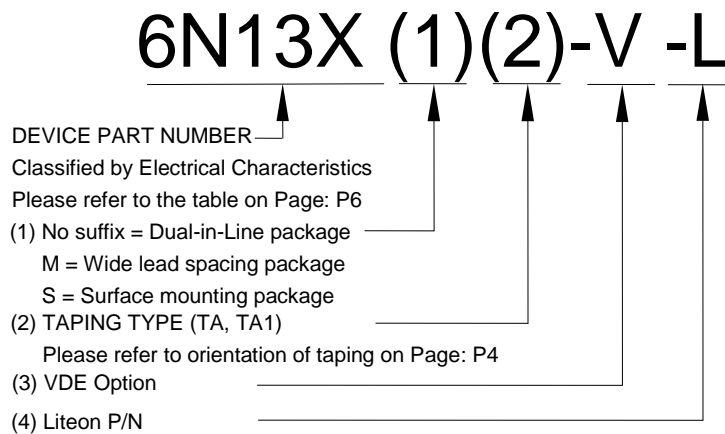 6N13X (1)(2)-V -L
DEVICE PART NUMBER
Classified by Electrical Characteristics
Please refer to the table on Page: P6
(1) No suffix = Dual-in-Line package
M = Wide lead spacing package
S = Surface mounting package
(2) TAPING TYPE (TA, TA1)
Please refer to orientation of taping on Page: P4
(3) VDE Option
(4) Liteon P/N